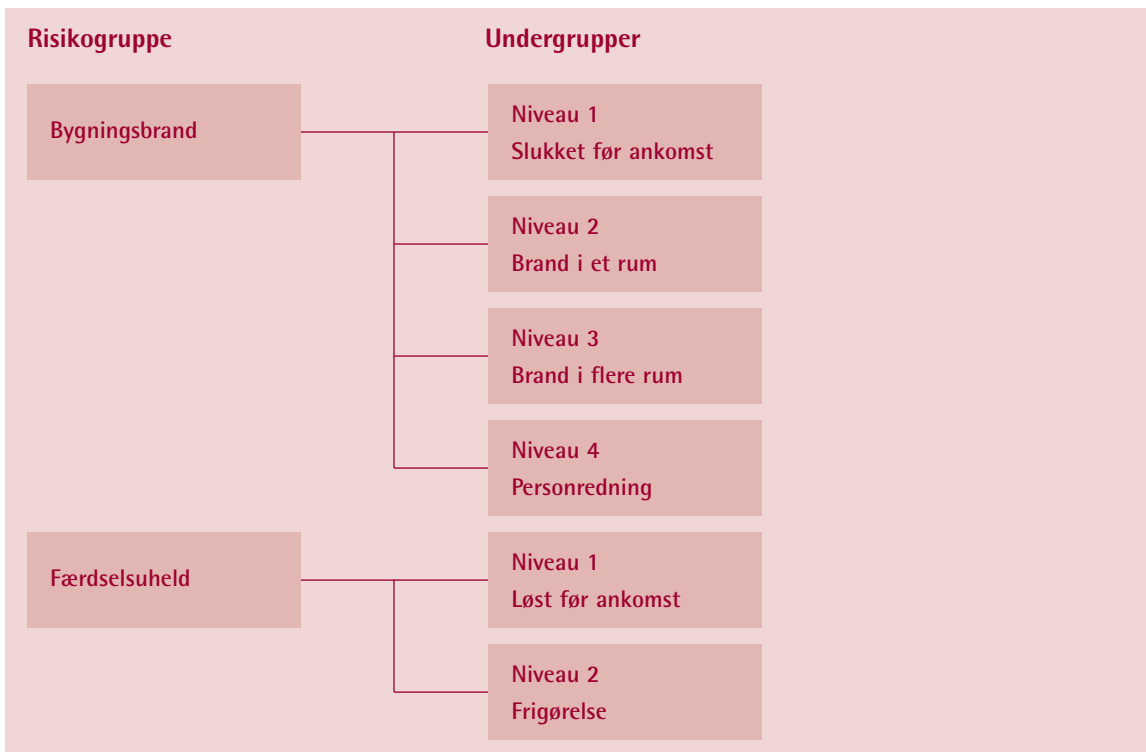 Risikogruppe
Undergrupper
Bygningsbrand
Niveau 1
Slukket før ankomst
Niveau 2
Brand i et rum
Niveau 3
Brand i flere rum
Niveau 4
Personredning
Færdselsuheld
Niveau 1
Løst før ankomst
Niveau 2
Frigørelse